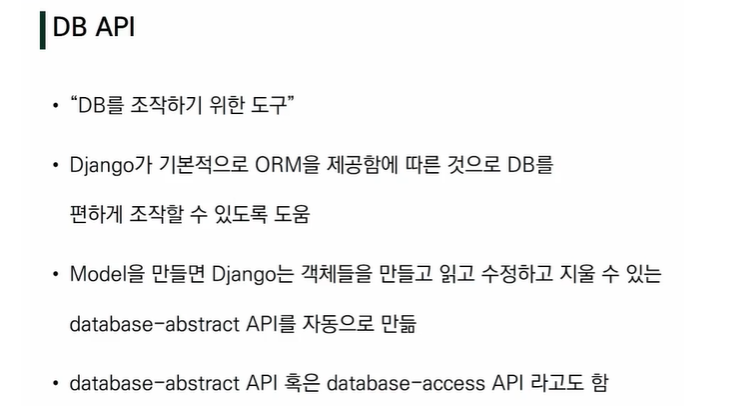 DB API
• “DB를 조작하기 위한 도구”
• Django가 기본적으로 ORM을 제공함에 따른 것으로 DB를
편하게 조작할 수 있도록 도움
• Model을 만들면 Django는 객체들을 만들고 읽고 수정하고 지울 수 있는
database-abstract API를 자동으로 만듦
• database-abstract API 혹은 database-access API 라고도 함